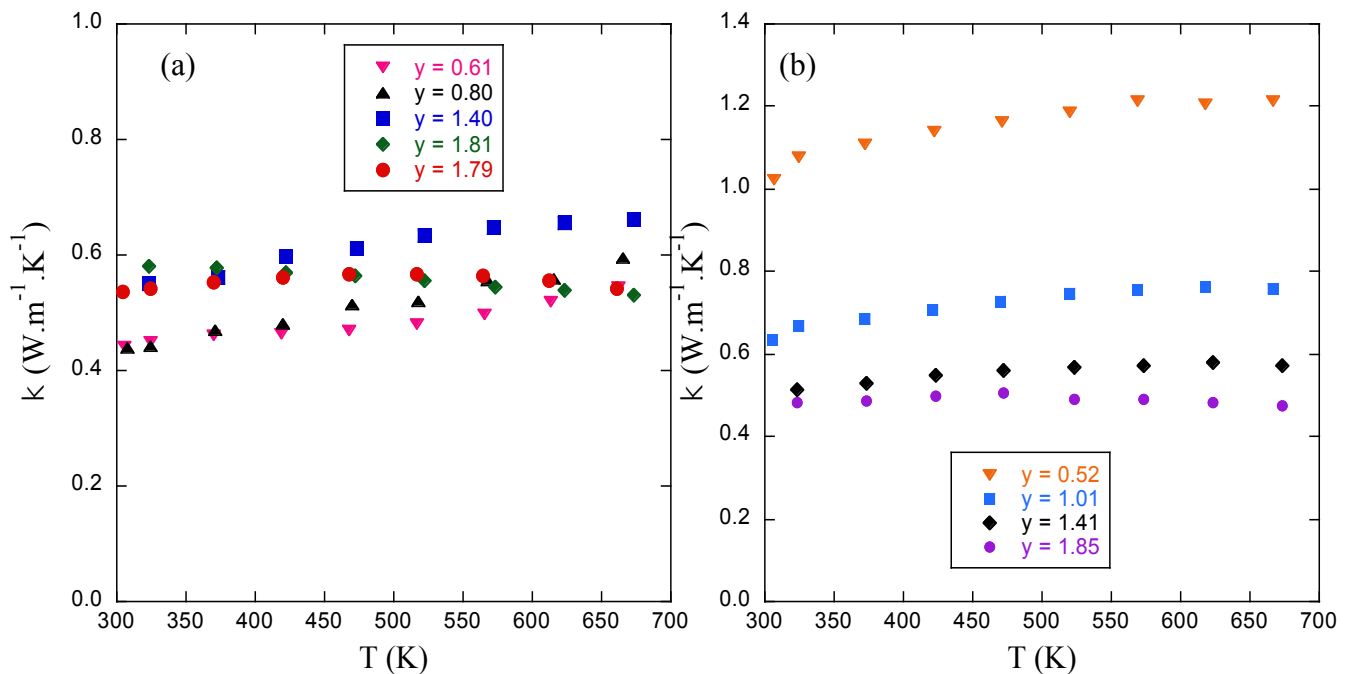 (a)
y = 0.61
y = 0.80
y = 1.40
y = 1.81
y = 1.79
1.0
0.8
0.6
0.4
0.2
0.0
k (W.m⁻¹.K⁻¹)
300 350 400 450 500 550 600 650 700
T (K)
(b)
1.4
1.2
1.0
0.8
0.6
0.4
0.2
0.0
k (W.m⁻¹.K⁻¹)
y = 0.52
y = 1.01
y = 1.41
y = 1.85
300 350 400 450 500 550 600 650 700
T (K)